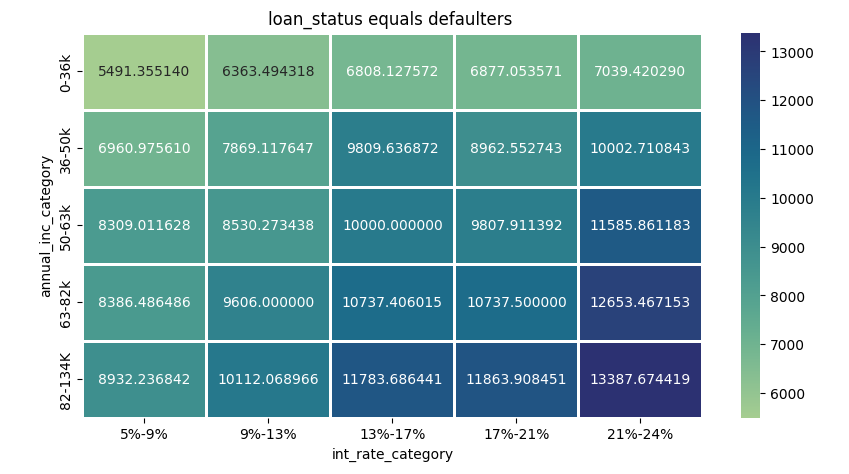 loan_status equals defaulters
annual_inc_category
0-36k
5491.355140 6363.494318 6808.127572 6877.053571 7039.420290
36-50k
6960.975610 7869.117647 9809.636872 8962.552743 10002.710843
50-63k
8309.011628 8530.273438 10000.000000 9807.911392 11585.861183
63-82k
8386.486486 9606.000000 10737.406015 10737.500000 12653.467153
82-134K
8932.236842 10112.068966 11783.686441 11863.908451 13387.674419
5%-9% 9%-13% 13%-17% 17%-21% 21%-24%
int_rate_category
13000
12000
11000
10000
9000
8000
7000
6000